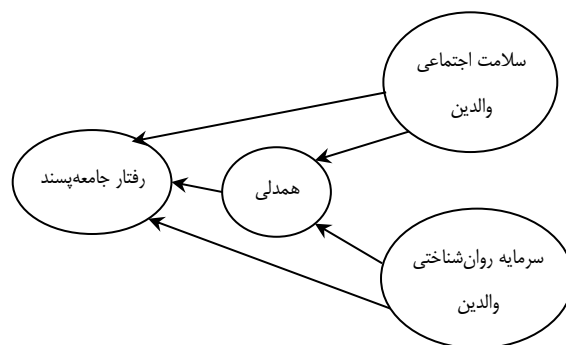 سلامت اجتماعی
والدین
رفتار جامعه‌پسند
همدلی
سرمایه روان‌شناختی
والدین